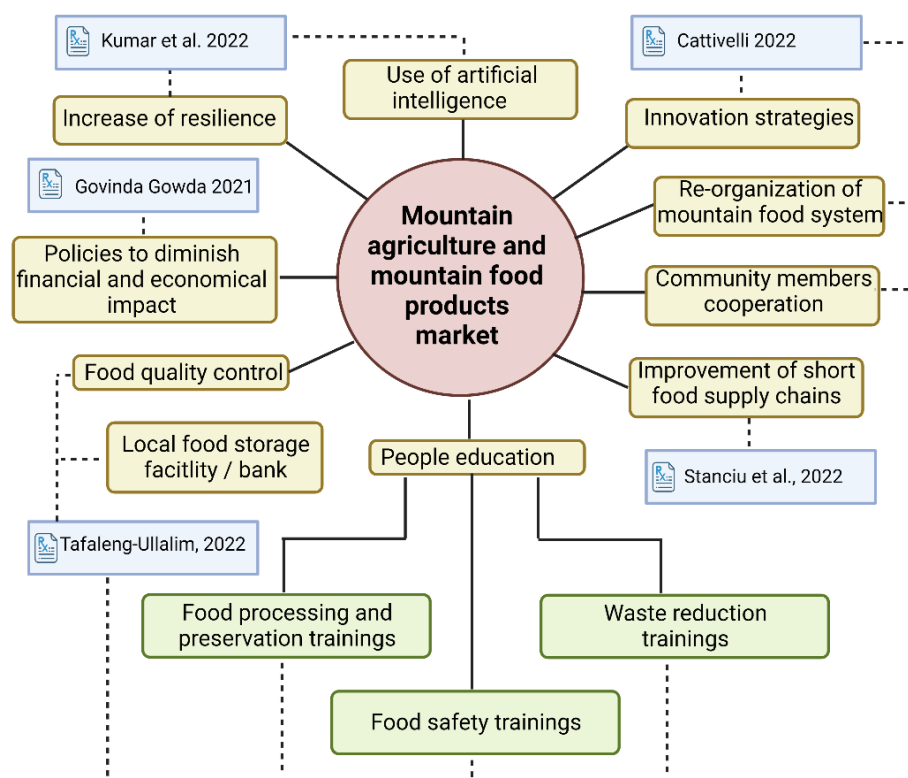 Kumar et al. 2022
Cattivelli 2022
Use of artificial
intelligence
Increase of resilience
Innovation strategies
Govinda Gowda 2021
Re-organization of
mountain food system
Mountain
agriculture and
mountain food
products
market
Policies to diminish
financial and economical
impact
Community members
cooperation
Food quality control
Improvement of short
food supply chains
Local food storage
facitlity / bank
People education
Stanciu et al., 2022
Tafaleng-Ullalim, 2022
Food processing and
preservation trainings
Waste reduction
trainings
Food safety trainings